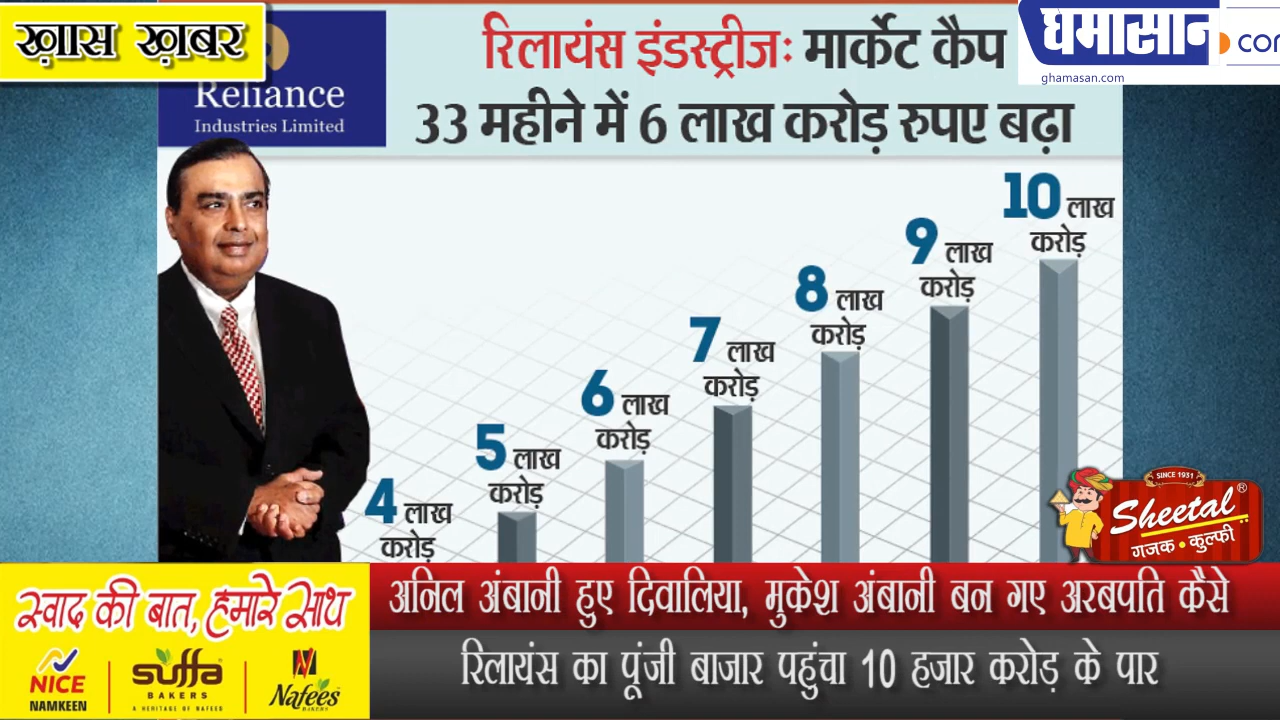 ख़ास ख़बर
घमासान
.com
ghamasan.com
Reliance
Industries Limited
रिलायंस इंडस्ट्रीजः मार्केट कैप
33 महीने में 6 लाख करोड़ रुपए बढ़ा
4 लाख
करोड़
5 लाख
करोड़
6 लाख
करोड़
7 लाख
करोड़
8 लाख
करोड़
9 लाख
करोड़
10 लाख
करोड़
SINCE 1931
Sheetal®
गजक • कुल्फी
स्वाद की बात, हमारे साथ
NICE
NAMKEEN
suffa
BAKERS
A HERITAGE OF NAFEES
N
Nafees
BAKERS
अनिल अंबानी हुए दिवालिया, मुकेश अंबानी बन गए अरबपति कैसे
रिलायंस का पूंजी बाजार पहुंचा 10 हजार करोड़ के पार